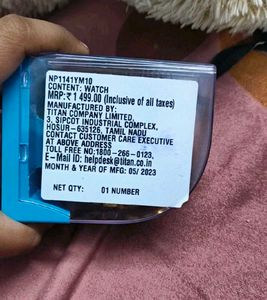 NP1141YM10
CONTENT: WATCH
MRP: ₹ 1 499.00 (Inclusive of all taxes)
MANUFACTURED BY:
TITAN COMPANY LIMITED,
3, SIPCOT INDUSTRIAL COMPLEX,
HOSUR-635126, TAMIL NADU
CONTACT CUSTOMER CARE EXECUTIVE
AT ABOVE ADDRESS
TOLL FREE NO:1800-266-0123,
E-Mail ID: helpdesk@titan.co.in
MONTH & YEAR OF MFG: 05/ 2023
NET QTY: 01 NUMBER